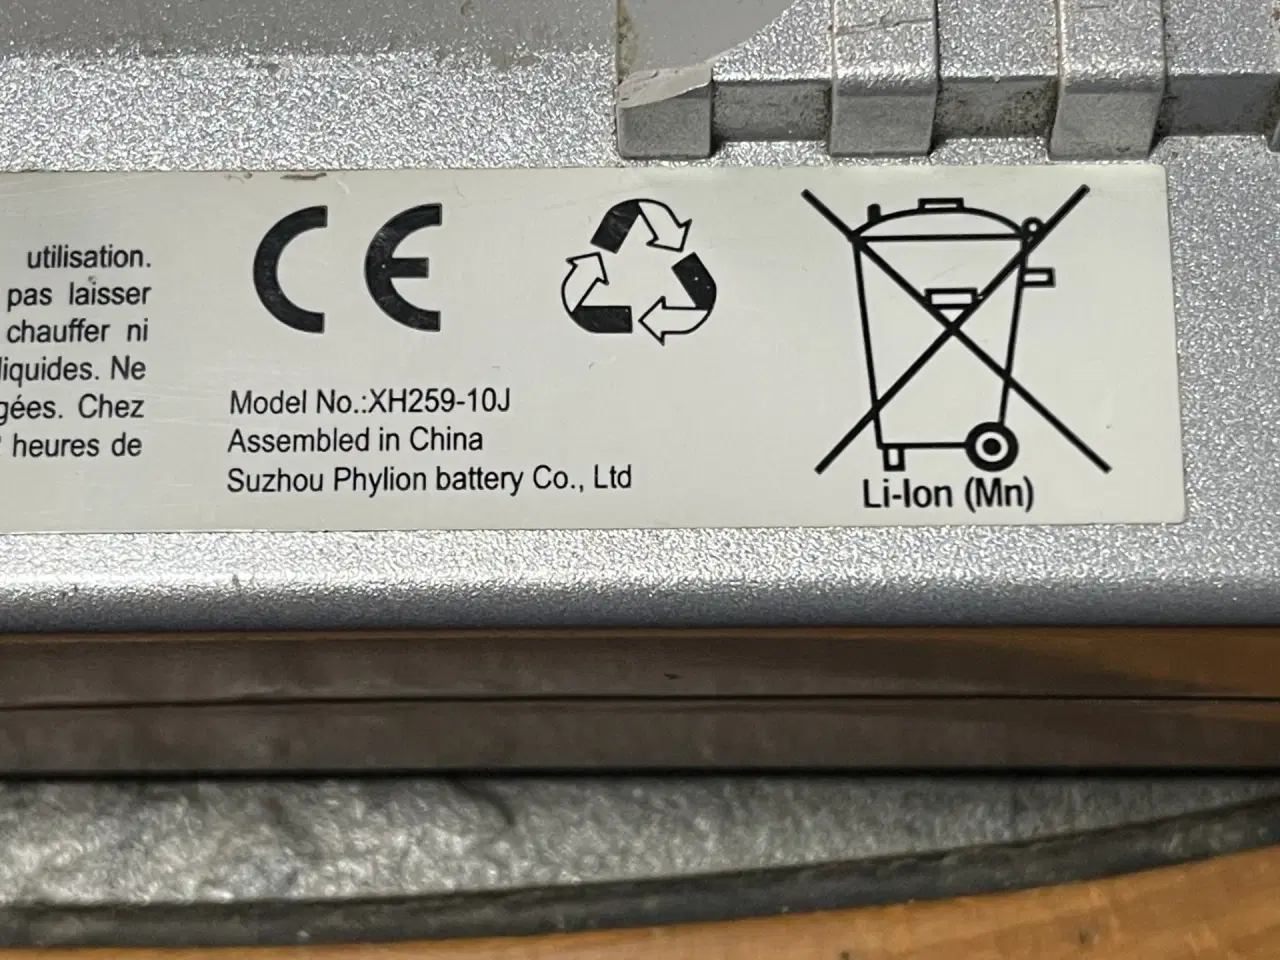 utilisation.
pas laisser
chauffer ni
liquides. Ne
Chez
heures de
CE
Model No.:XH259-10J
Assembled in China
Suzhou Phylion battery Co., Ltd
Li-Ion (Mn)